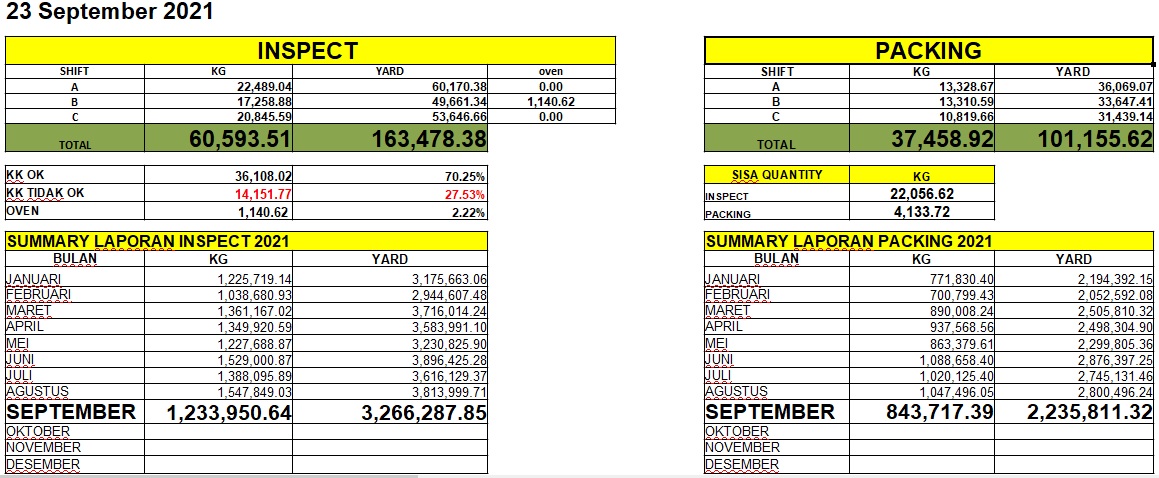 23 September 2021
INSPECT
SHIFT KG YARD oven
A 22,489.04 60,170.38 0.00
B 17,258.88 49,661.34 1,140.62
C 20,845.59 53,646.66 0.00
TOTAL 60,593.51 163,478.38
KK OK 36,108.02 70.25%
KK TIDAK OK 14,151.77 27.53%
OVEN 1,140.62 2.22%
SUMMARY LAPORAN INSPECT 2021
BULAN KG YARD
JANUARI 1,225,719.14 3,175,663.06
FEBRUARI 1,038,680.93 2,944,607.48
MARET 1,361,167.02 3,716,014.24
APRIL 1,349,920.59 3,583,991.10
MEI 1,227,688.87 3,230,825.90
JUNI 1,529,000.87 3,896,425.28
JULI 1,388,095.89 3,616,129.37
AGUSTUS 1,547,849.03 3,813,999.71
SEPTEMBER 1,233,950.64 3,266,287.85
OKTOBER
NOVEMBER
DESEMBER
PACKING
SHIFT KG YARD
A 13,328.67 36,069.07
B 13,310.59 33,647.41
C 10,819.66 31,439.14
TOTAL 37,458.92 101,155.62
SISA QUANTITY KG
INSPECT 22,056.62
PACKING 4,133.72
SUMMARY LAPORAN PACKING 2021
BULAN KG YARD
JANUARI 771,830.40 2,194,392.15
FEBRUARI 700,799.43 2,052,592.08
MARET 890,008.24 2,505,810.32
APRIL 937,568.56 2,498,304.90
MEI 863,379.61 2,299,805.36
JUNI 1,088,658.40 2,876,397.25
JULI 1,020,125.40 2,745,131.46
AGUSTUS 1,047,496.05 2,800,496.24
SEPTEMBER 843,717.39 2,235,811.32
OKTOBER
NOVEMBER
DESEMBER